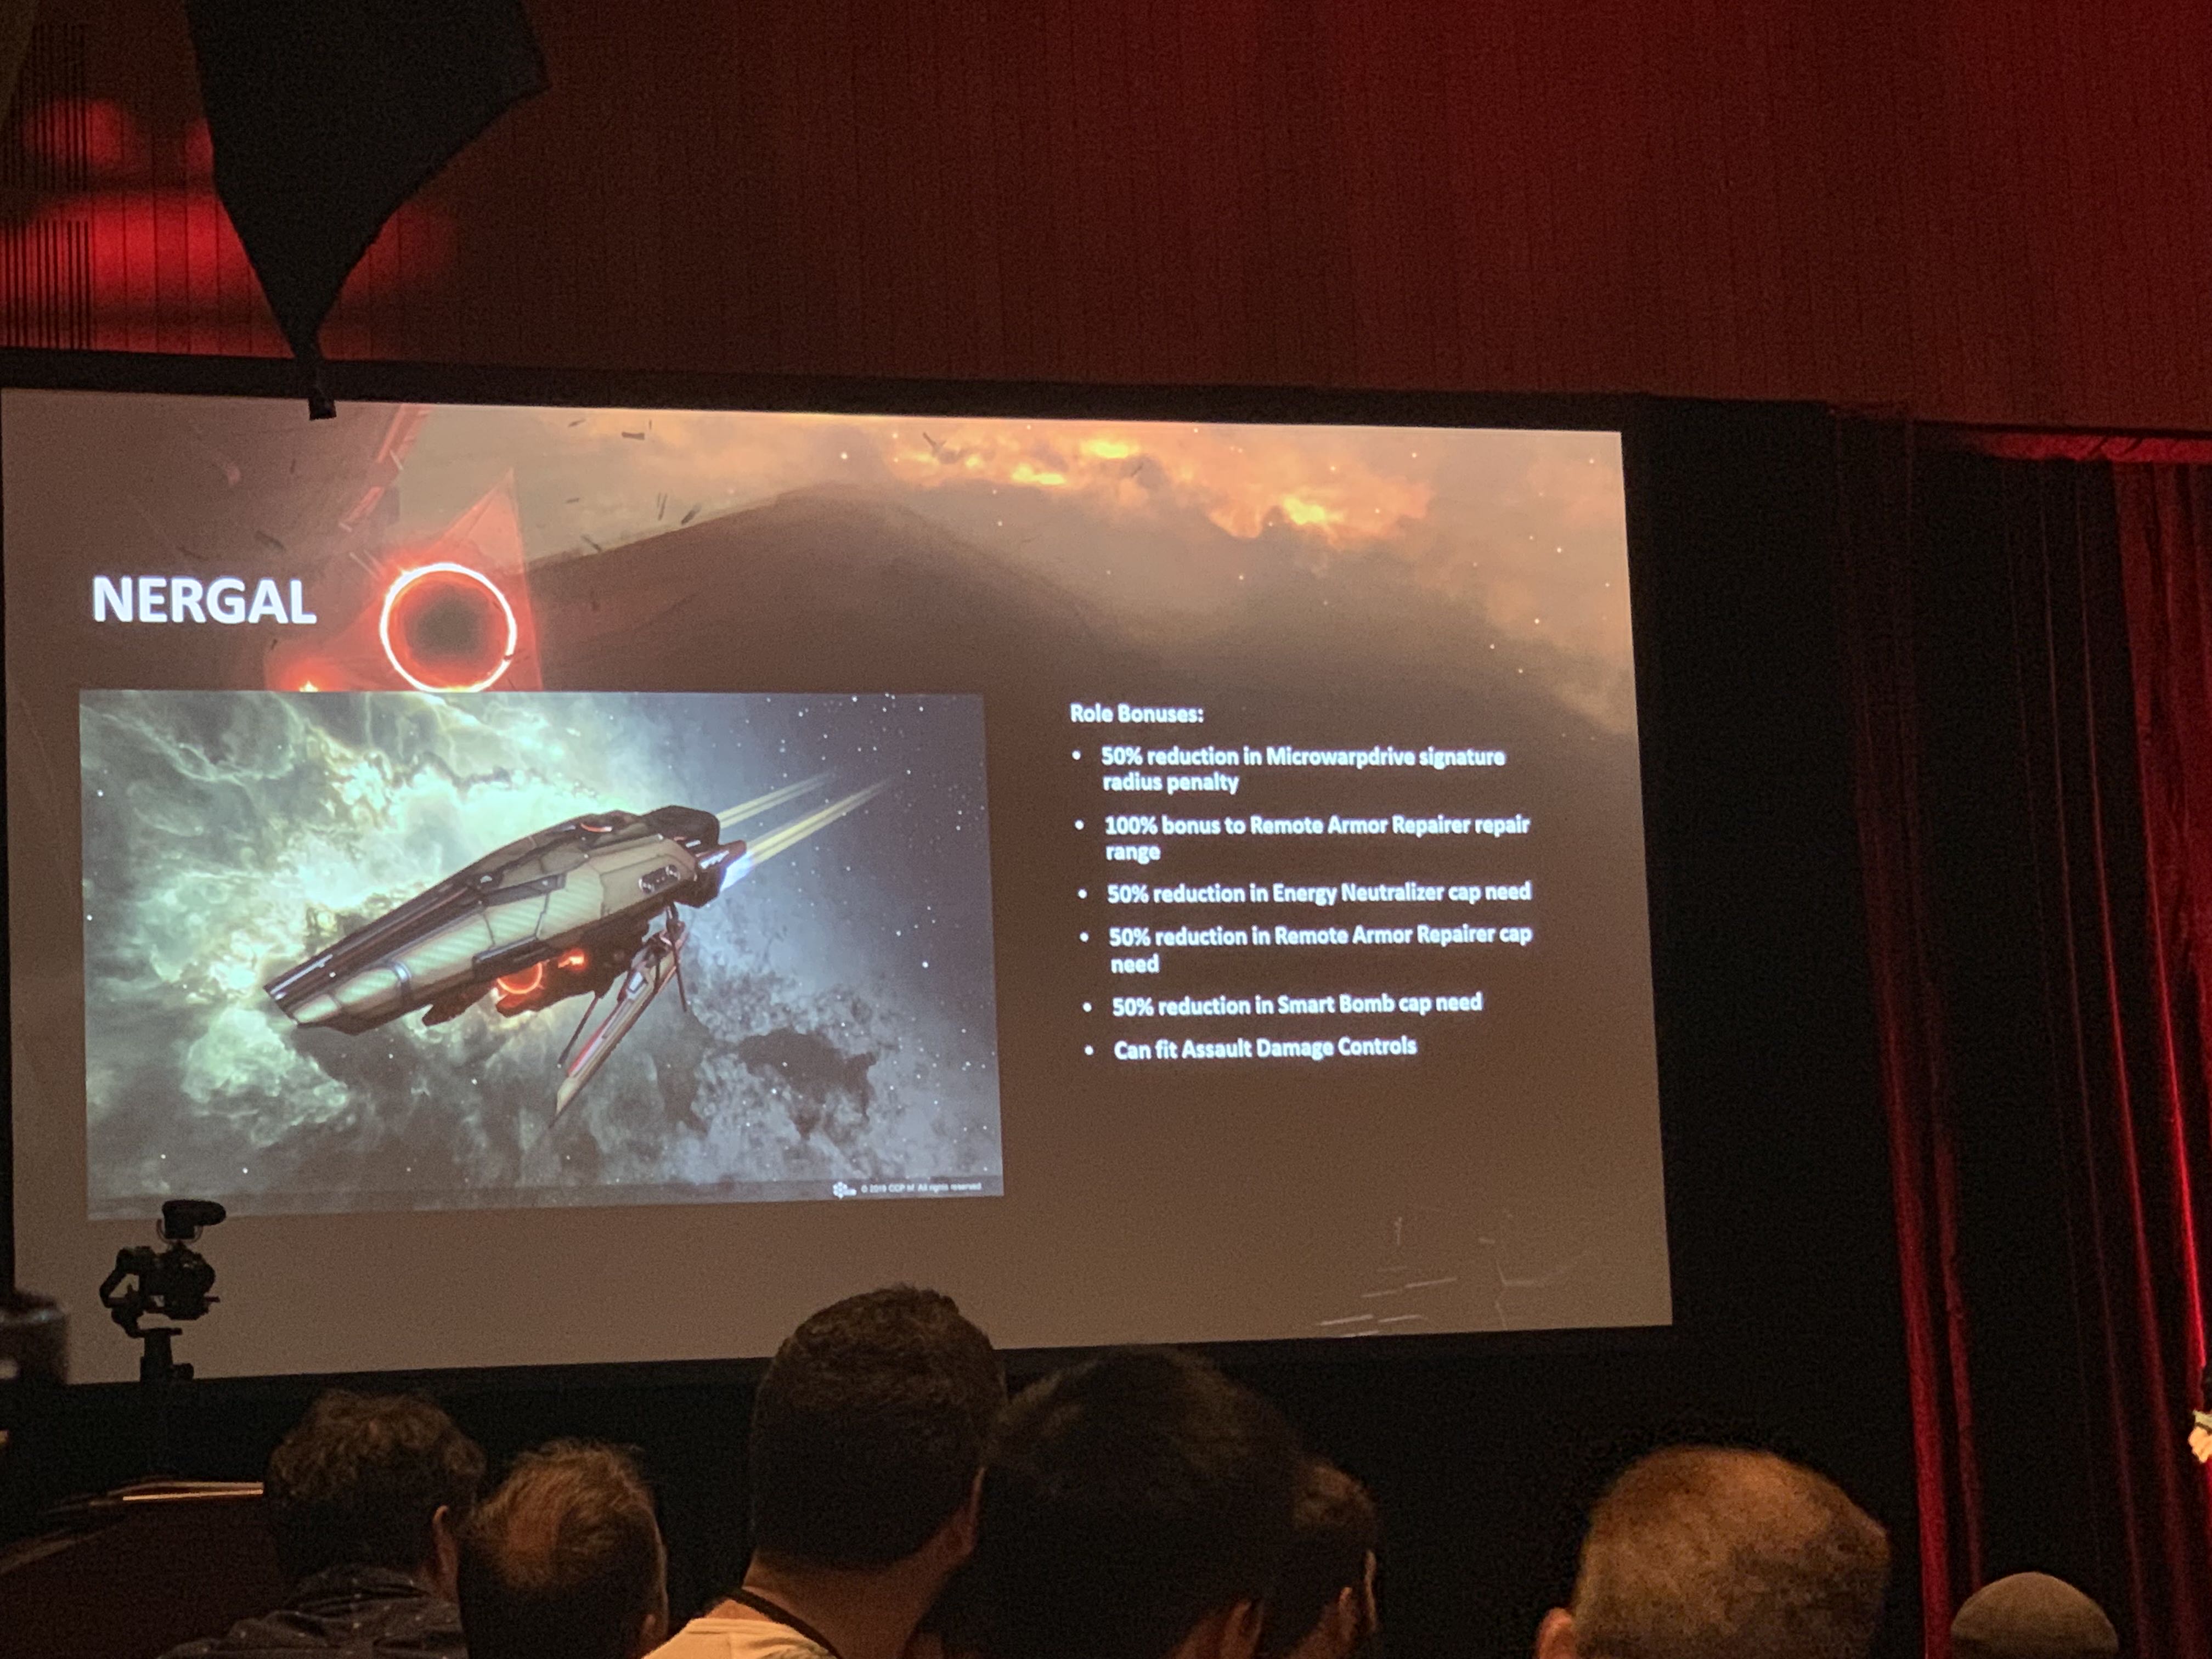 NERGAL
Role Bonuses:
• 50% reduction in Microwarpdrive signature
radius penalty
• 100% bonus to Remote Armor Repairer repair
range
• 50% reduction in Energy Neutralizer cap need
• 50% reduction in Remote Armor Repairer cap
need
• 50% reduction in Smart Bomb cap need
• Can fit Assault Damage Controls
© 2019 CCP hf. All rights reserved